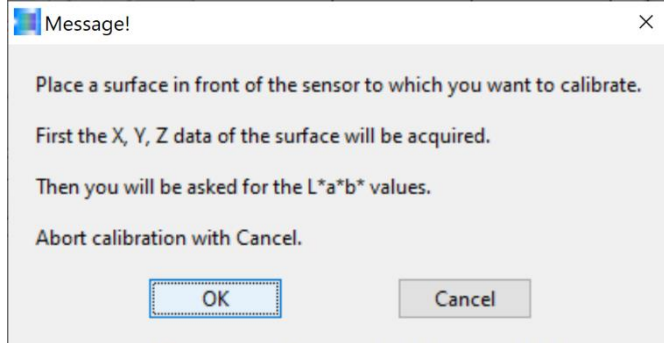 Message!
Place a surface in front of the sensor to which you want to calibrate.
First the X, Y, Z data of the surface will be acquired.
Then you will be asked for the L*a*b* values.
Abort calibration with Cancel.
OK Cancel